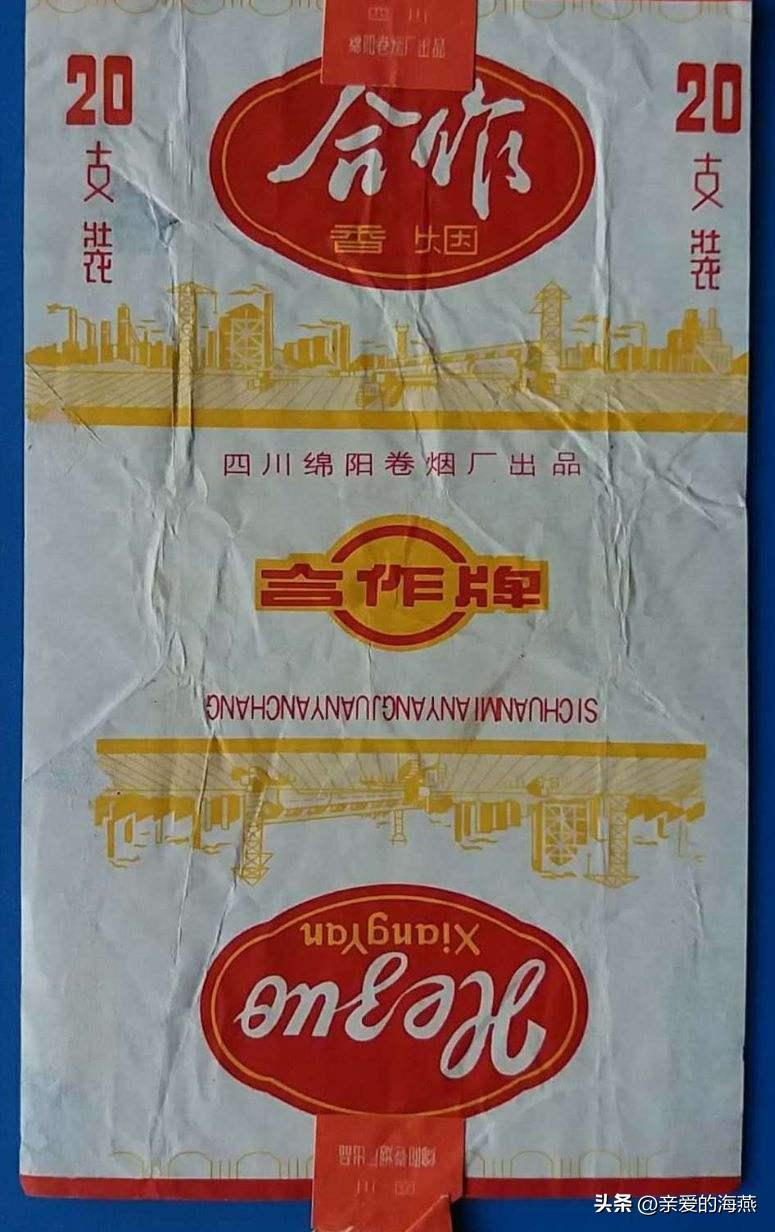 四川
绵阳卷烟厂出品
20
支装
合作
香烟
20
支装
四川绵阳卷烟厂出品
合作牌
SICHUANMIANYANGJUANYANCHANG
XiangYan
Hezuo
绵阳卷烟厂出品
四川
头条 @亲爱的海燕